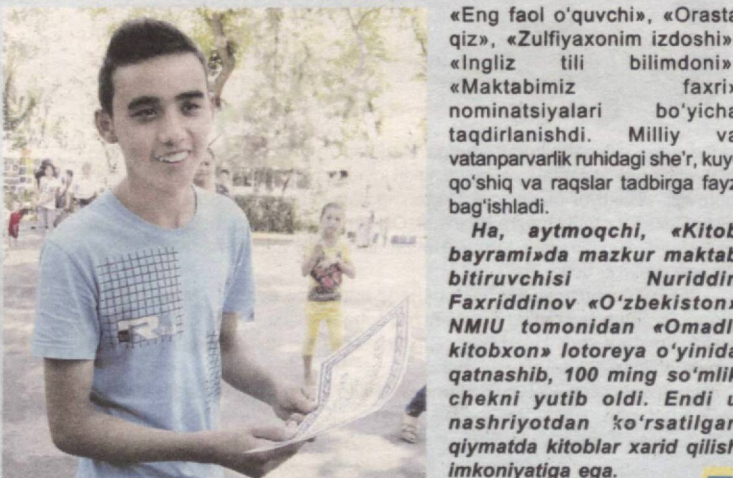 «Eng faol o‘quvchi», «Orasta
qiz», «Zulfiyaxonim izdoshi»
«Ingliz tili bilimdoni»
«Maktabimiz faxri»
nominatsiyalari bo‘yicha
taqdirlanishdi. Milliy va
vatanparvarlik ruhidagi she’r, kuy,
qo‘shiq va raqslar tadbirga fayz
bag‘ishladi.
Ha, aytmoqchi, «Kitob
bayrami»da mazkur maktab
bitiruvchisi Nuriddin
Faxriddinov «O‘zbekiston»
NMIU tomonidan «Omadli
kitobxon» lotoreya o‘yinida
qatnashib, 100 ming so‘mlik
chekni yutib oldi. Endi u
nashriyotdan ko‘rsatilgan
qiymatda kitoblar xarid qilish
imkoniyatiga ega.